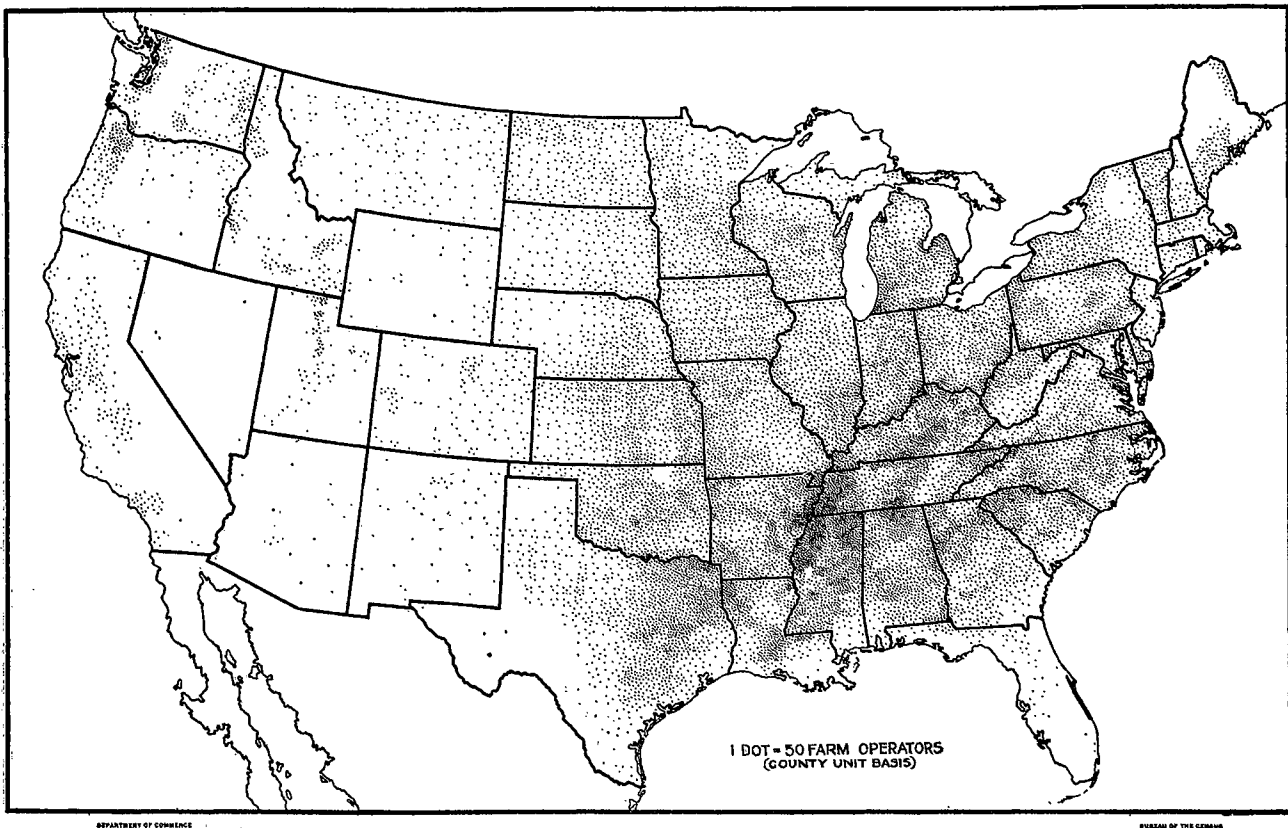 1 DOT = 50 FARM OPERATORS
(COUNTY UNIT BASIS)
DEPARTMENT OF COMMERCE
BUREAU OF THE CENSUS